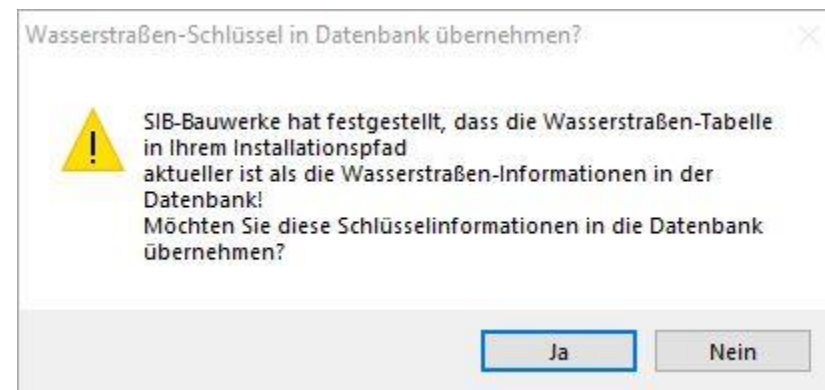 Wasserstraßen-Schlüssel in Datenbank übernehmen?
SIB-Bauwerke hat festgestellt, dass die Wasserstraßen-Tabelle
in Ihrem Installationspfad
aktueller ist als die Wasserstraßen-Informationen in der
Datenbank!
Möchten Sie diese Schlüsselinformationen in die Datenbank
übernehmen?
Ja
Nein